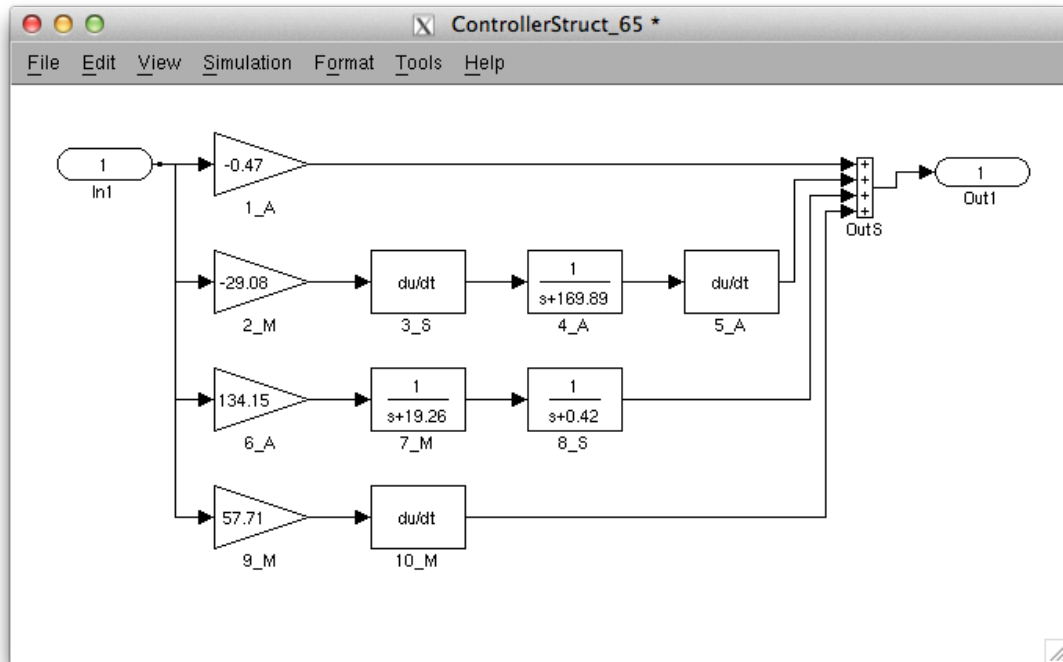 ControllerStruct_65 *
File Edit View Simulation Format Tools Help
1
In1
-0.47
1_A
+
+
+
+
OutS
1
Out1
-29.08
2_M
du/dt
3_S
1
s+169.89
4_A
du/dt
5_A
134.15
6_A
1
s+19.26
7_M
1
s+0.42
8_S
57.71
9_M
du/dt
10_M